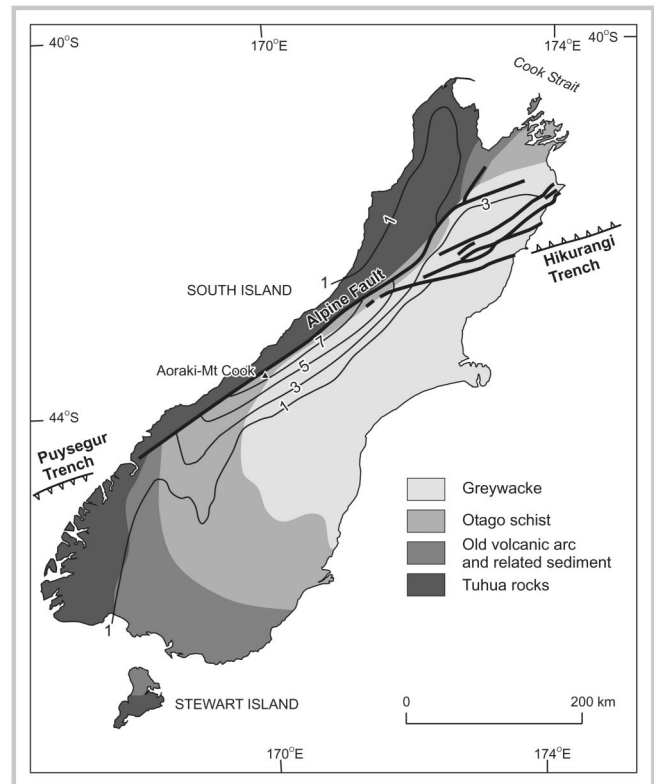 40°S
170°E
174°E
40°S
Cook Strait
3
1
Hikurangi
Trench
1
SOUTH ISLAND
Alpine Fault
7
Aoraki-Mt Cook
5
3
1
44°S
Puysegur
Trench
Greywacke
Otago schist
Old volcanic arc
and related sediment
Tuhua rocks
1
0
200 km
STEWART ISLAND
170°E
174°E